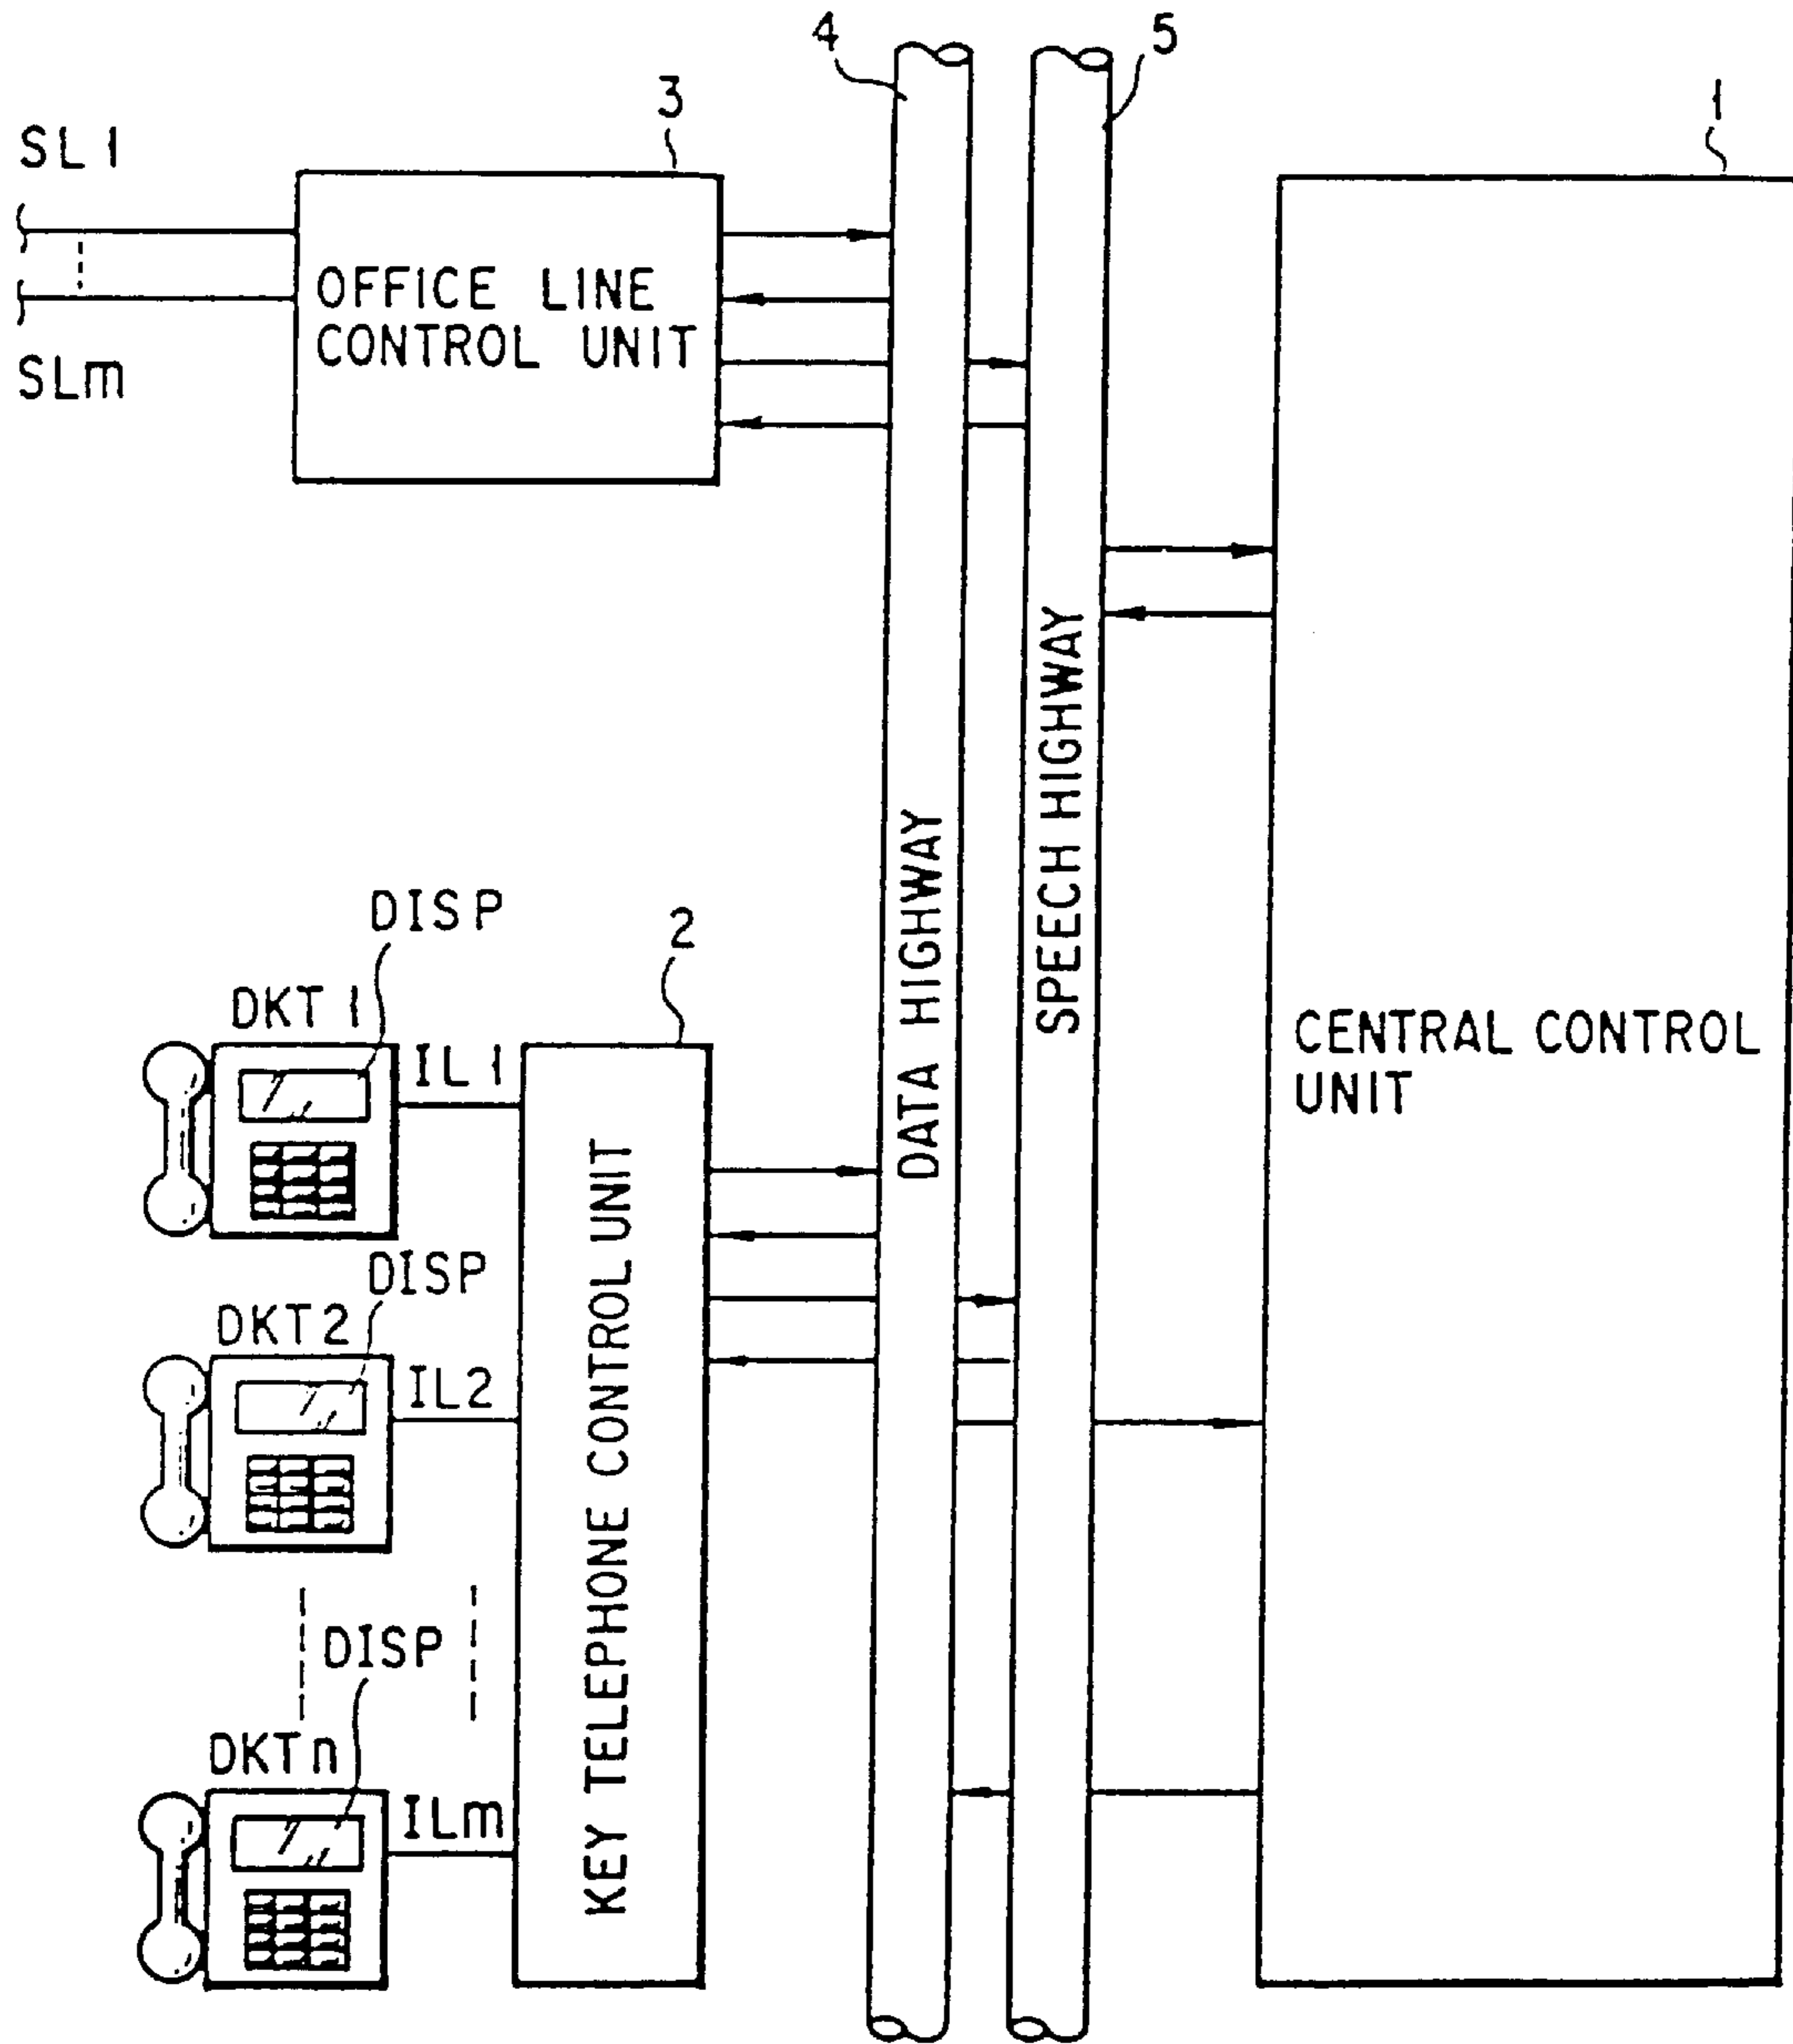 4
5
3
1
SL1
OFFICE LINE
CONTROL UNIT
SLm
DATA HIGHWAY
SPEECH HIGHWAY
CENTRAL CONTROL
UNIT
DISP
2
DKT1
IL1
KEY TELEPHONE CONTROL UNIT
DISP
DKT2
IL2
DISP
DKTn
ILm